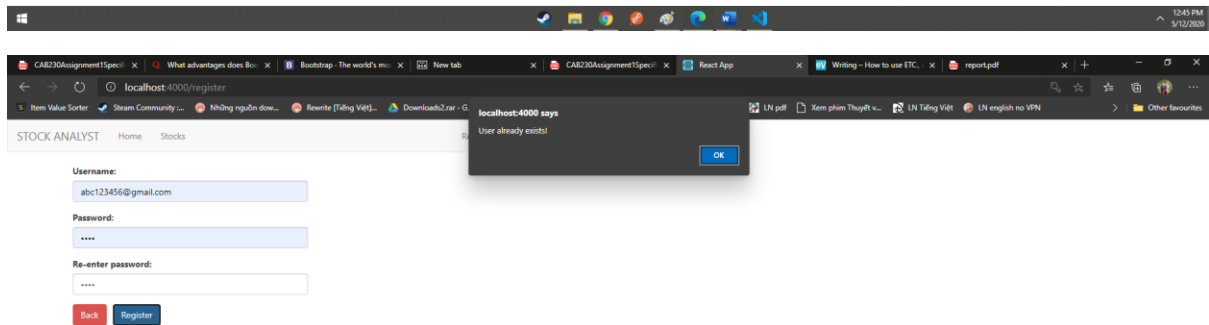 12:45 PM
5/12/2020
CAB230Assignment1Specifi
What advantages does Boo
Bootstrap · The world's mo
New tab
CAB230Assignment1Specifi
React App
Writing – How to use ETC.,
report.pdf
localhost:4000/register
Item Value Sorter
Steam Community :...
Những nguồn dow...
Rewrite [Tiếng Việt]...
Downloads2.rar - G...
LN pdf
Xem phim Thuyết v...
LN Tiếng Việt
LN english no VPN
Other favourites
localhost:4000 says
User already exists!
OK
STOCK ANALYST
Home
Stocks
Username:
abc123456@gmail.com
Password:
••••
Re-enter password:
••••
Back
Register